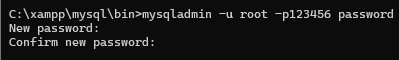 C:\xampp\mysql\bin>mysqladmin -u root -p123456 password
New password:
Confirm new password: